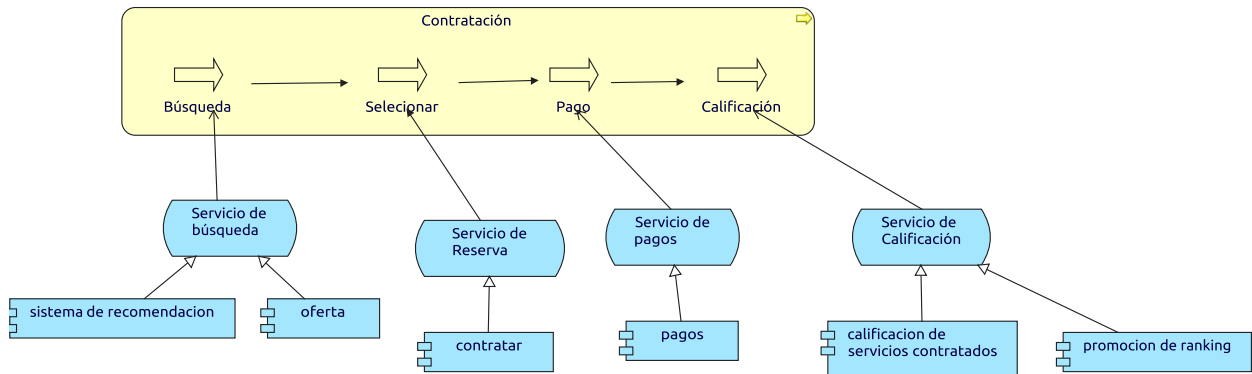 Contratación
Búsqueda
Selecionar
Pago
Calificación
Servicio de
búsqueda
Servicio de
Reserva
Servicio de
pagos
Servicio de
Calificación
sistema de recomendacion
oferta
contratar
pagos
calificacion de
servicios contratados
promocion de ranking